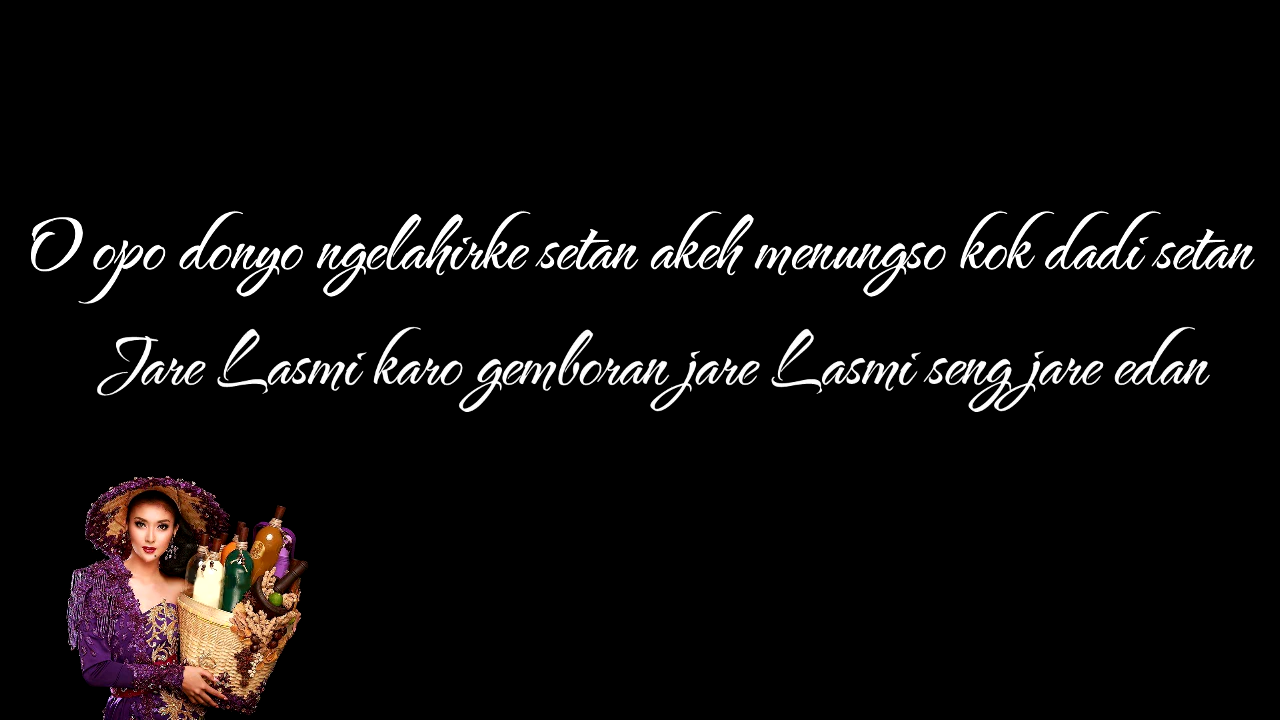 O opo donyo ngelahirke setan akeh menungso kok dadi setan
Jare Lasmi karo gemboran jare Lasmi seng jare edan